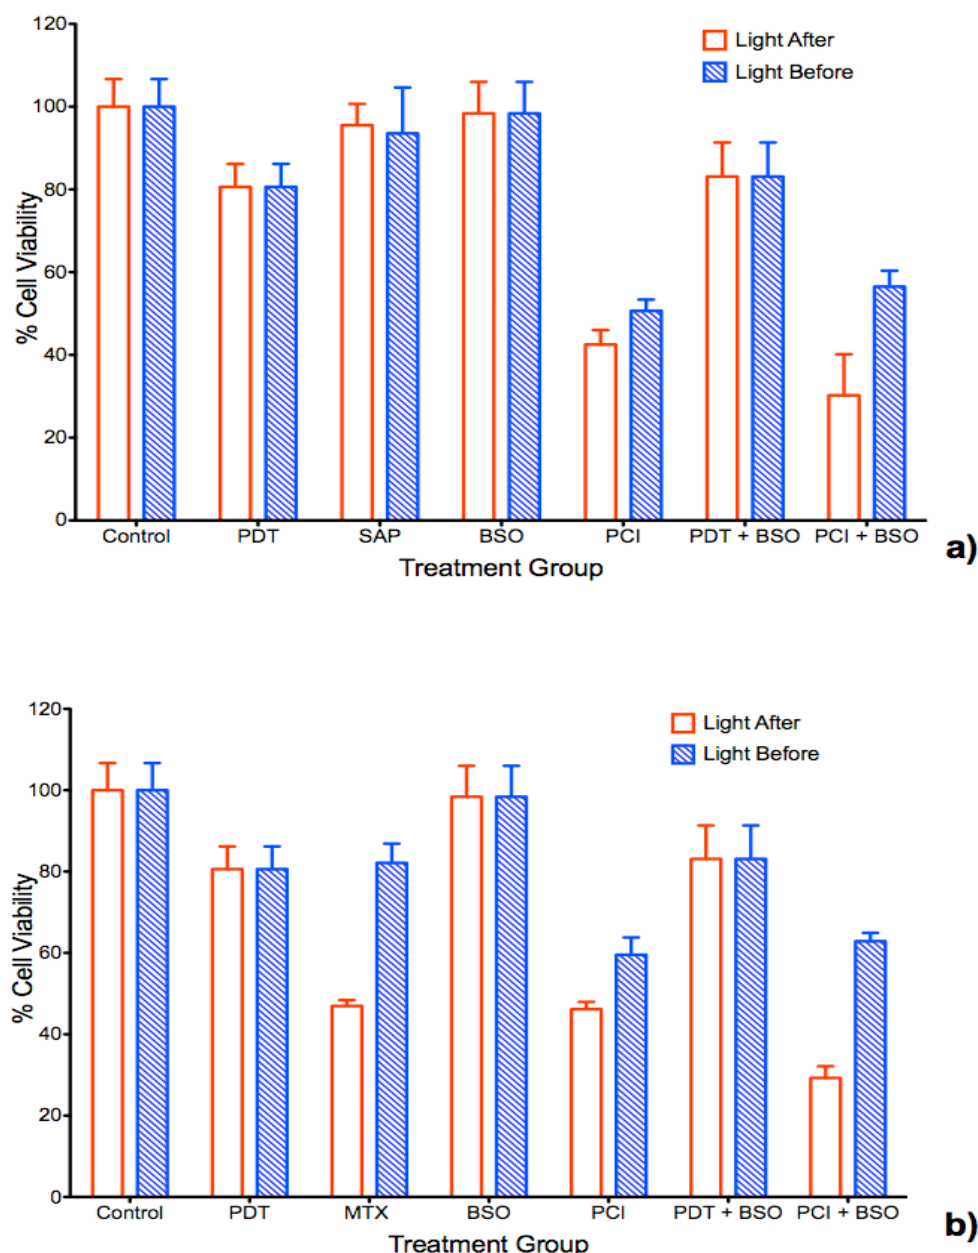 120
100
80
60
40
20
0
% Cell Viability
Light After
Light Before
Control PDT SAP BSO PCI PDT + BSO PCI + BSO
Treatment Group
a)
120
100
80
60
40
20
0
% Cell Viability
Light After
Light Before
Control PDT MTX BSO PCI PDT + BSO PCI + BSO
Treatment Group
b)